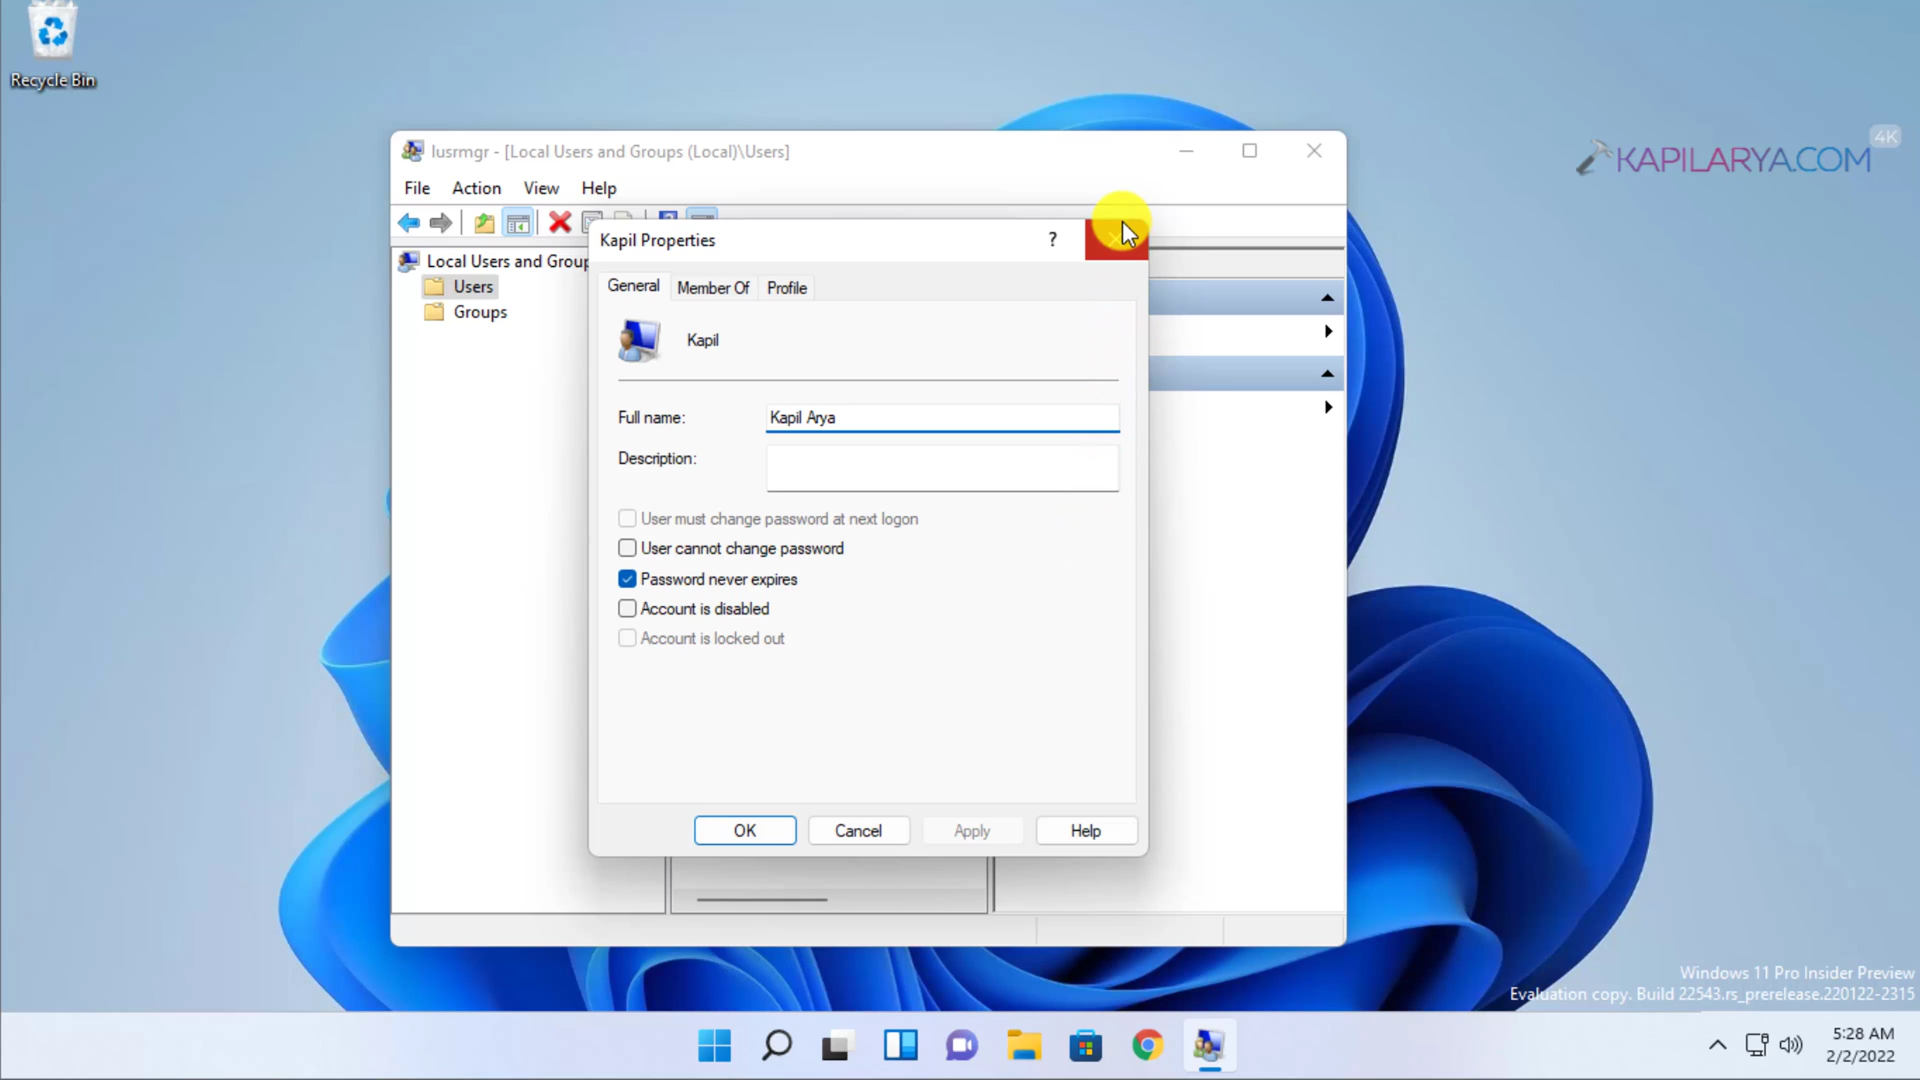 Recycle Bin
lusrmgr - [Local Users and Groups (Local)\Users]
4K
KAPILARYA.COM
File Action View Help
Kapil Properties
?
Local Users and Group
Users
Groups
General Member Of Profile
Kapil
Full name: Kapil Arya
Description:
User must change password at next logon
User cannot change password
Password never expires
Account is disabled
Account is locked out
OK Cancel Apply Help
Windows 11 Pro Insider Preview
Evaluation copy. Build 22543.rs_prerelease.220122-2315
5:28 AM
2/2/2022